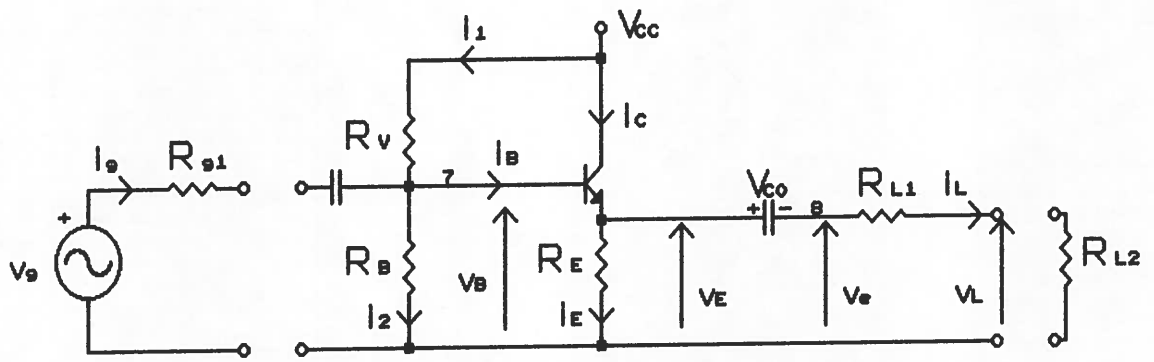 I1
VCC
RV
IC
Ig
Rg1
IB
7
VCO
RL1
IL
+
+
-
8
Vg
RB
VB
RE
VE
Ve
VL
RL2
I2
IE